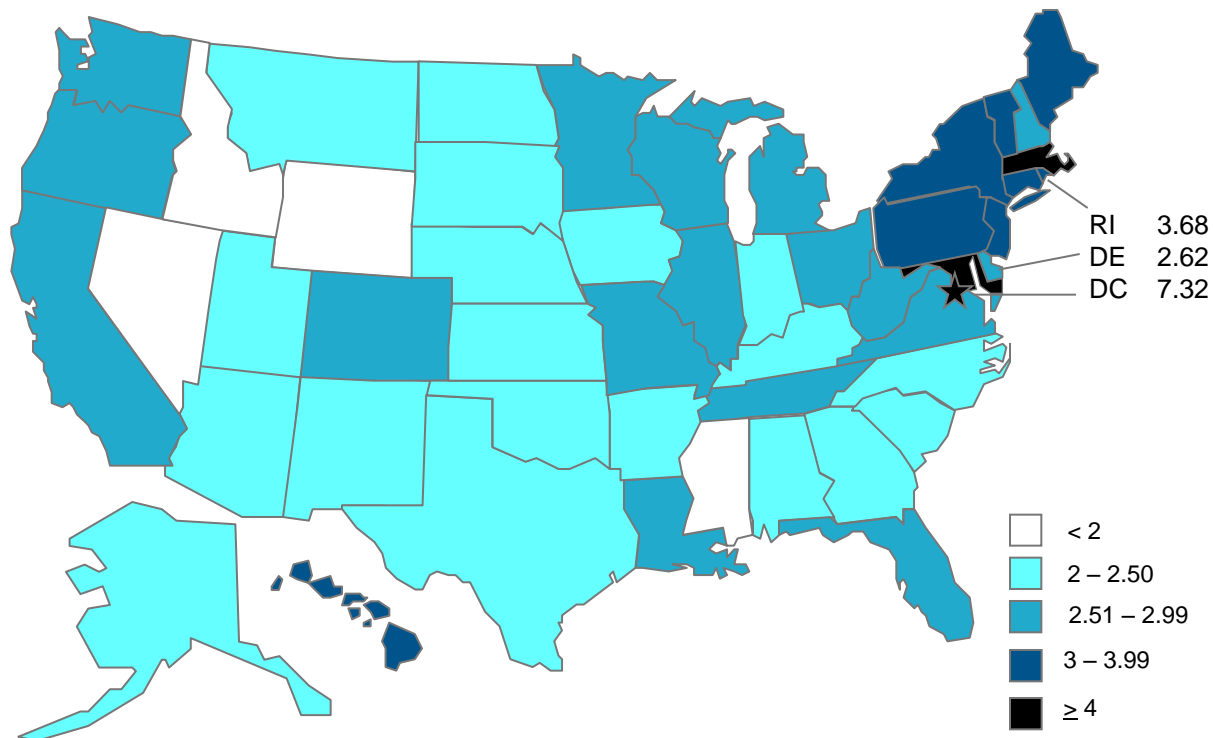 RI 3.68
DE 2.62
DC 7.32
< 2
2 – 2.50
2.51 – 2.99
3 – 3.99
≥ 4